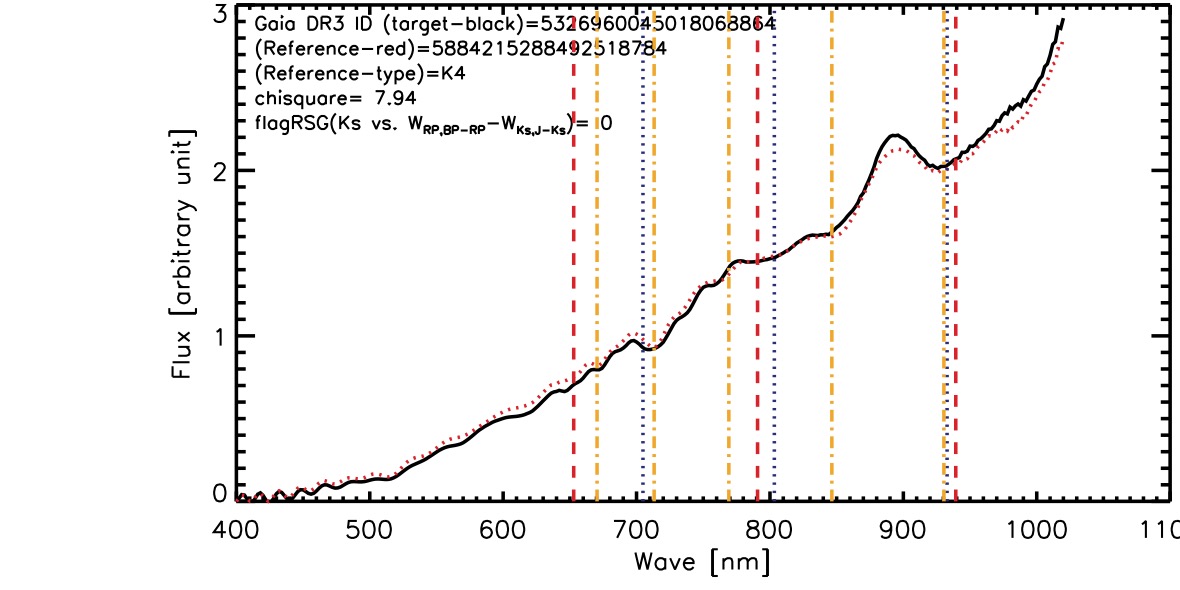 Gaia DR3 ID (target-black)=5326960045018068864
(Reference-red)=5884215288492518784
(Reference-type)=K4
chisquare= 7.94
flagRSG(Ks vs. W_RP,BP-RP-W_Ks,J-Ks)= 0
3
2
1
0
Flux [arbitrary unit]
400 500 600 700 800 900 1000 110
Wave [nm]